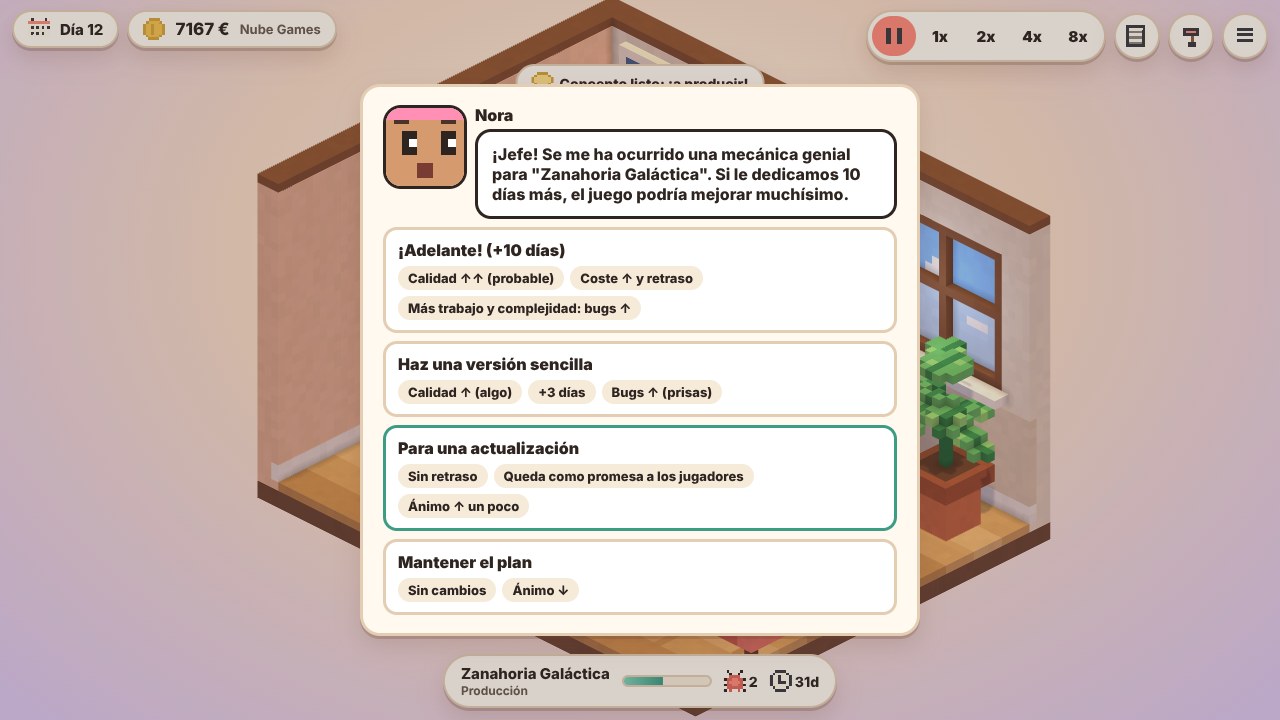 Día 12
7167 €
Nube Games
1x
2x
4x
8x
Concepto listo: ¡a producir!
Nora
¡Jefe! Se me ha ocurrido una mecánica genial
para "Zanahoria Galáctica". Si le dedicamos 10
días más, el juego podría mejorar muchísimo.
¡Adelante! (+10 días)
Calidad ↑↑ (probable)
Coste ↑ y retraso
Más trabajo y complejidad: bugs ↑
Haz una versión sencilla
Calidad ↑ (algo)
+3 días
Bugs ↑ (prisas)
Para una actualización
Sin retraso
Queda como promesa a los jugadores
Ánimo ↑ un poco
Mantener el plan
Sin cambios
Ánimo ↓
Zanahoria Galáctica
Producción
2
31d